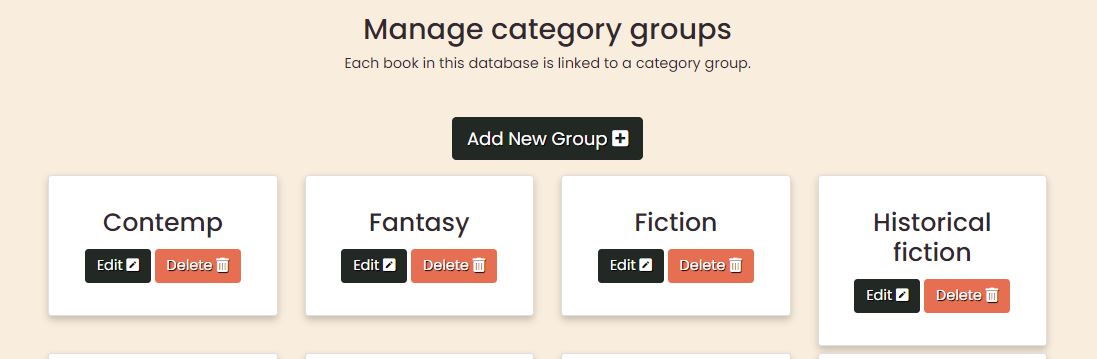 Manage category groups
Each book in this database is linked to a category group.
Add New Group
Contemp
Edit Delete
Fantasy
Edit Delete
Fiction
Edit Delete
Historical
fiction
Edit Delete